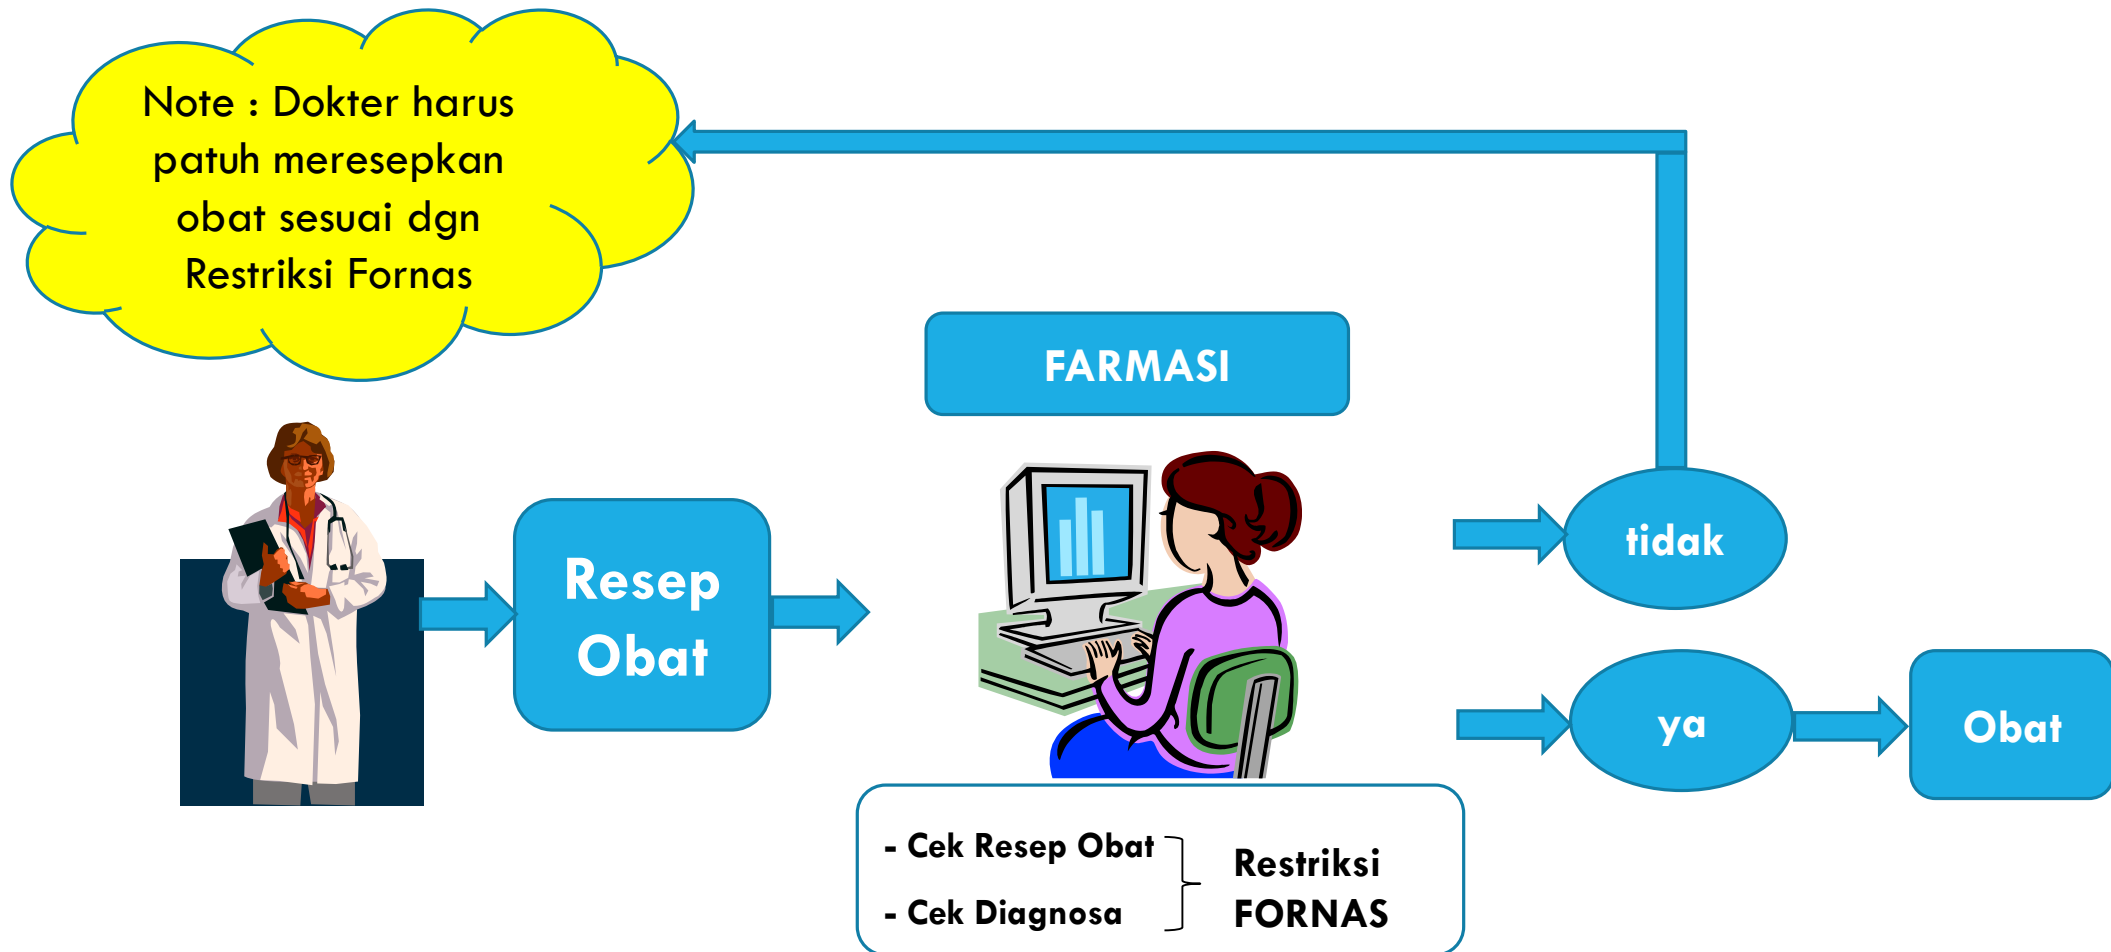 Note : Dokter harus
patuh meresepkan
obat sesuai dgn
Restriksi Fornas
FARMASI
Resep
Obat
tidak
ya
Obat
- Cek Resep Obat
- Cek Diagnosa
Restriksi
FORNAS